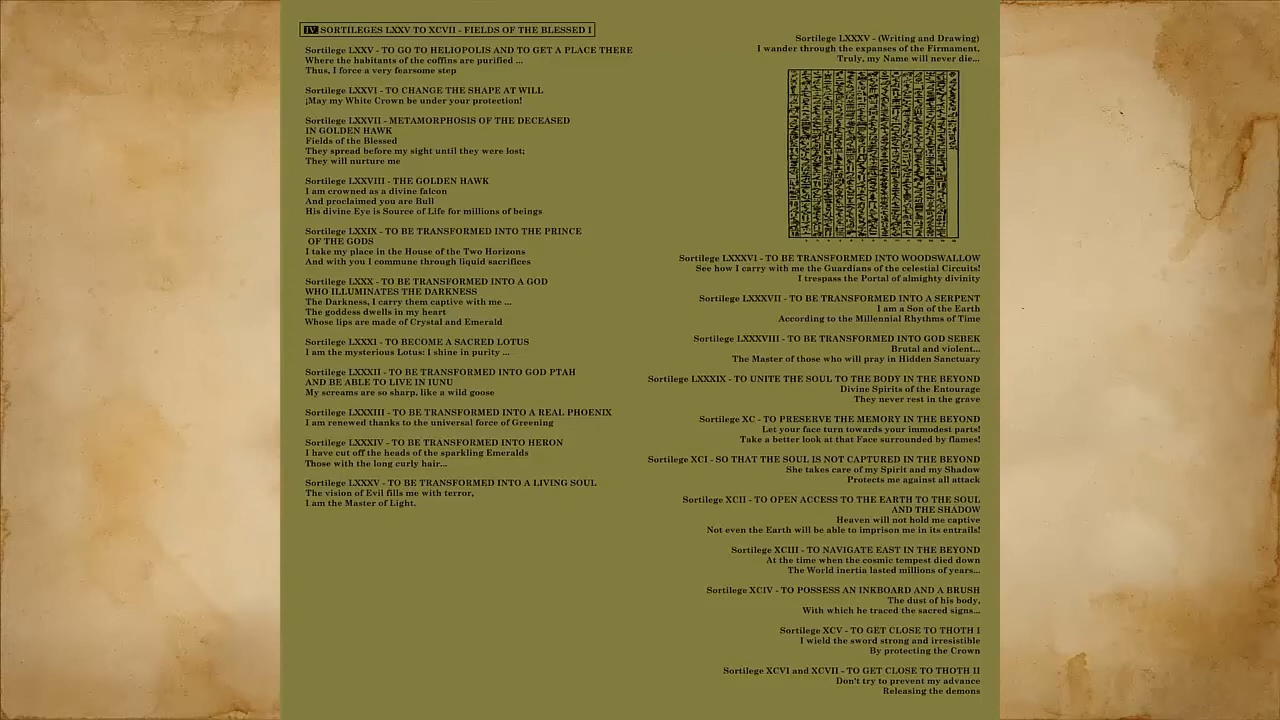 IV SORTILEGES LXXV TO XCVII - FIELDS OF THE BLESSED I
Sortilege LXXV - TO GO TO HELIOPOLIS AND TO GET A PLACE THERE
Where the habitants of the coffins are purified ...
Thus, I force a very fearsome step
Sortilege LXXVI - TO CHANGE THE SHAPE AT WILL
¡May my White Crown be under your protection!
Sortilege LXXVII - METAMORPHOSIS OF THE DECEASED
IN GOLDEN HAWK
Fields of the Blessed
They spread before my sight until they were lost;
They will nurture me
Sortilege LXXVIII - THE GOLDEN HAWK
I am crowned as a divine falcon
And proclaimed you are Bull
His divine Eye is Source of Life for millions of beings
Sortilege LXXIX - TO BE TRANSFORMED INTO THE PRINCE
OF THE GODS
I take my place in the House of the Two Horizons
And with you I commune through liquid sacrifices
Sortilege LXXX - TO BE TRANSFORMED INTO A GOD
WHO ILLUMINATES THE DARKNESS
The Darkness, I carry them captive with me ...
The goddess dwells in my heart
Whose lips are made of Crystal and Emerald
Sortilege LXXXI - TO BECOME A SACRED LOTUS
I am the mysterious Lotus: I shine in purity ...
Sortilege LXXXII - TO BE TRANSFORMED INTO GOD PTAH
AND BE ABLE TO LIVE IN IUNU
My screams are so sharp, like a wild goose
Sortilege LXXXIII - TO BE TRANSFORMED INTO A REAL PHOENIX
I am renewed thanks to the universal force of Greening
Sortilege LXXXIV - TO BE TRANSFORMED INTO HERON
I have cut off the heads of the sparkling Emeralds
Those with the long curly hair...
Sortilege LXXXV - TO BE TRANSFORMED INTO A LIVING SOUL
The vision of Evil fills me with terror,
I am the Master of Light.
Sortilege LXXXV - (Writing and Drawing)
I wander through the expanses of the Firmament,
Truly, my Name will never die...
Sortilege LXXXVI - TO BE TRANSFORMED INTO WOODSWALLOW
See how I carry with me the Guardians of the celestial Circuits!
I trespass the Portal of almighty divinity
Sortilege LXXXVII - TO BE TRANSFORMED INTO A SERPENT
I am a Son of the Earth
According to the Millennial Rhythms of Time
Sortilege LXXXVIII - TO BE TRANSFORMED INTO GOD SEBEK
Brutal and violent...
The Master of those who will pray in Hidden Sanctuary
Sortilege LXXXIX - TO UNITE THE SOUL TO THE BODY IN THE BEYOND
Divine Spirits of the Entourage
They never rest in the grave
Sortilege XC - TO PRESERVE THE MEMORY IN THE BEYOND
Let your face turn towards your immodest parts!
Take a better look at that Face surrounded by flames!
Sortilege XCI - SO THAT THE SOUL IS NOT CAPTURED IN THE BEYOND
She takes care of my Spirit and my Shadow
Protects me against all attack
Sortilege XCII - TO OPEN ACCESS TO THE EARTH TO THE SOUL
AND THE SHADOW
Heaven will not hold me captive
Not even the Earth will be able to imprison me in its entrails!
Sortilege XCIII - TO NAVIGATE EAST IN THE BEYOND
At the time when the cosmic tempest died down
The World inertia lasted millions of years...
Sortilege XCIV - TO POSSESS AN INKBOARD AND A BRUSH
The dust of his body,
With which he traced the sacred signs...
Sortilege XCV - TO GET CLOSE TO THOTH I
I wield the sword strong and irresistible
By protecting the Crown
Sortilege XCVI and XCVII - TO GET CLOSE TO THOTH II
Don't try to prevent my advance
Releasing the demons